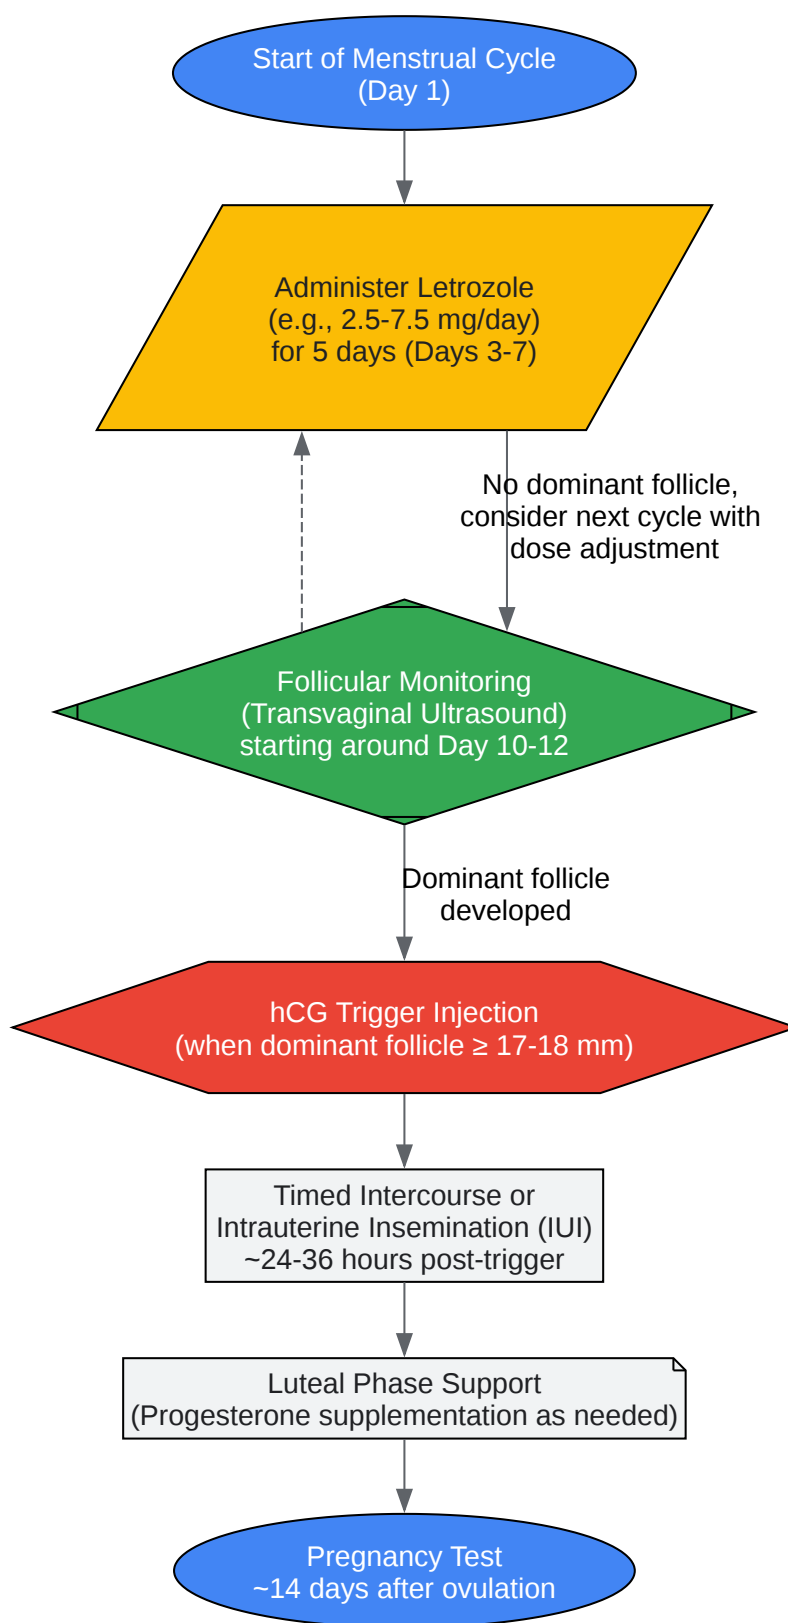 Start of Menstrual Cycle
(Day 1)
Administer Letrozole
(e.g., 2.5-7.5 mg/day)
for 5 days (Days 3-7)
No dominant follicle,
consider next cycle with
dose adjustment
Follicular Monitoring
(Transvaginal Ultrasound)
starting around Day 10-12
Dominant follicle
developed
hCG Trigger Injection
(when dominant follicle ≥ 17-18 mm)
Timed Intercourse or
Intrauterine Insemination (IUI)
~24-36 hours post-trigger
Luteal Phase Support
(Progesterone supplementation as needed)
Pregnancy Test
~14 days after ovulation